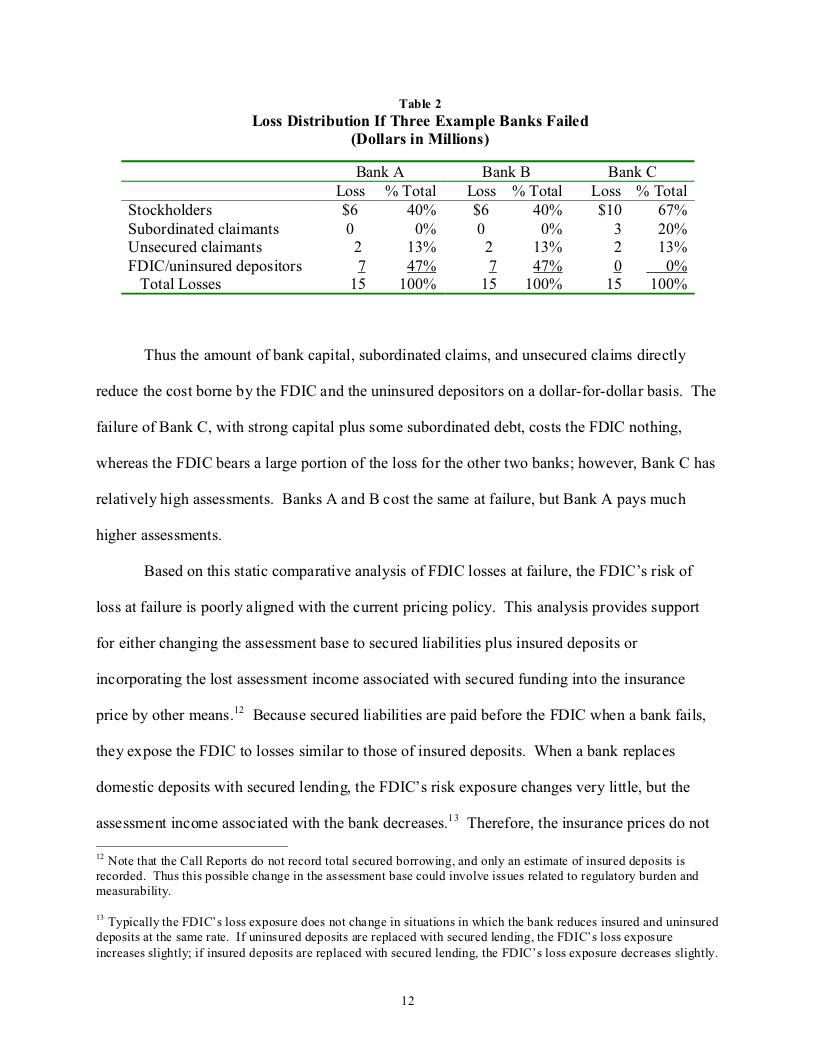 Table 2
Loss Distribution If Three Example Banks Failed
(Dollars in Millions)
Bank A Bank B Bank C
Loss % Total Loss % Total Loss % Total
Stockholders $6 40% $6 40% $10 67%
Subordinated claimants 0 0% 0 0% 3 20%
Unsecured claimants 2 13% 2 13% 2 13%
FDIC/uninsured depositors 7 47% 7 47% 0 0%
Total Losses 15 100% 15 100% 15 100%
Thus the amount of bank capital, subordinated claims, and unsecured claims directly
reduce the cost borne by the FDIC and the uninsured depositors on a dollar-for-dollar basis. The
failure of Bank C, with strong capital plus some subordinated debt, costs the FDIC nothing,
whereas the FDIC bears a large portion of the loss for the other two banks; however, Bank C has
relatively high assessments. Banks A and B cost the same at failure, but Bank A pays much
higher assessments.
Based on this static comparative analysis of FDIC losses at failure, the FDIC's risk of
loss at failure is poorly aligned with the current pricing policy. This analysis provides support
for either changing the assessment base to secured liabilities plus insured deposits or
incorporating the lost assessment income associated with secured funding into the insurance
price by other means.12 Because secured liabilities are paid before the FDIC when a bank fails,
they expose the FDIC to losses similar to those of insured deposits. When a bank replaces
domestic deposits with secured lending, the FDIC's risk exposure changes very little, but the
assessment income associated with the bank decreases.13 Therefore, the insurance prices do not
12 Note that the Call Reports do not record total secured borrowing, and only an estimate of insured deposits is
recorded. Thus this possible change in the assessment base could involve issues related to regulatory burden and
measurability.
13 Typically the FDIC's loss exposure does not change in situations in which the bank reduces insured and uninsured
deposits at the same rate. If uninsured deposits are replaced with secured lending, the FDIC's loss exposure
increases slightly; if insured deposits are replaced with secured lending, the FDIC's loss exposure decreases slightly.
12